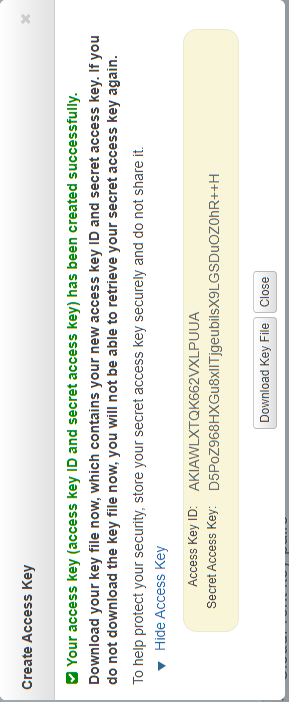 Create Access Key
Your access key (access key ID and secret access key) has been created successfully.
Download your key file now, which contains your new access key ID and secret access key. If you
do not download the key file now, you will not be able to retrieve your secret access key again.
To help protect your security, store your secret access key securely and do not share it.
Hide Access Key
Access Key ID: AKIAWLXTQK662VXLPUUA
Secret Access Key: D5PoZ968HXGu8xIlTjgeubilsX9LGSDuOZ0hR++H
Download Key File Close